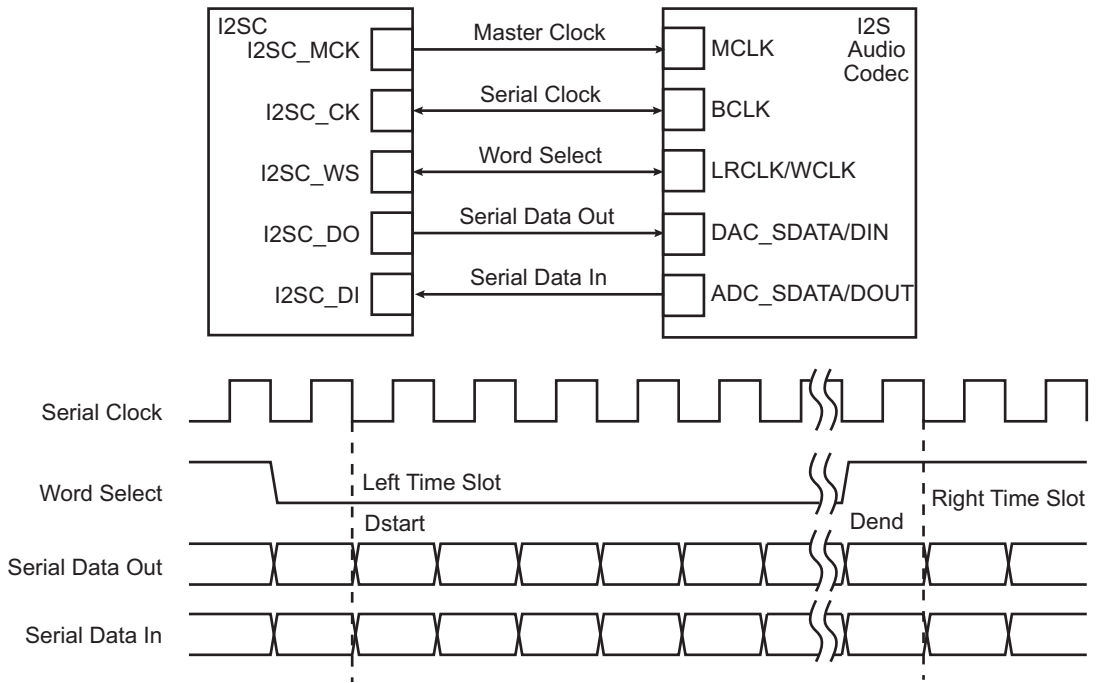 I2SC
I2SC_MCK
Master Clock
MCLK
I2S
Audio
Codec
I2SC_CK
Serial Clock
BCLK
I2SC_WS
Word Select
LRCLK/WCLK
I2SC_DO
Serial Data Out
DAC_SDATA/DIN
I2SC_DI
Serial Data In
ADC_SDATA/DOUT
Serial Clock
Word Select
Left Time Slot
Right Time Slot
Dstart
Dend
Serial Data Out
Serial Data In